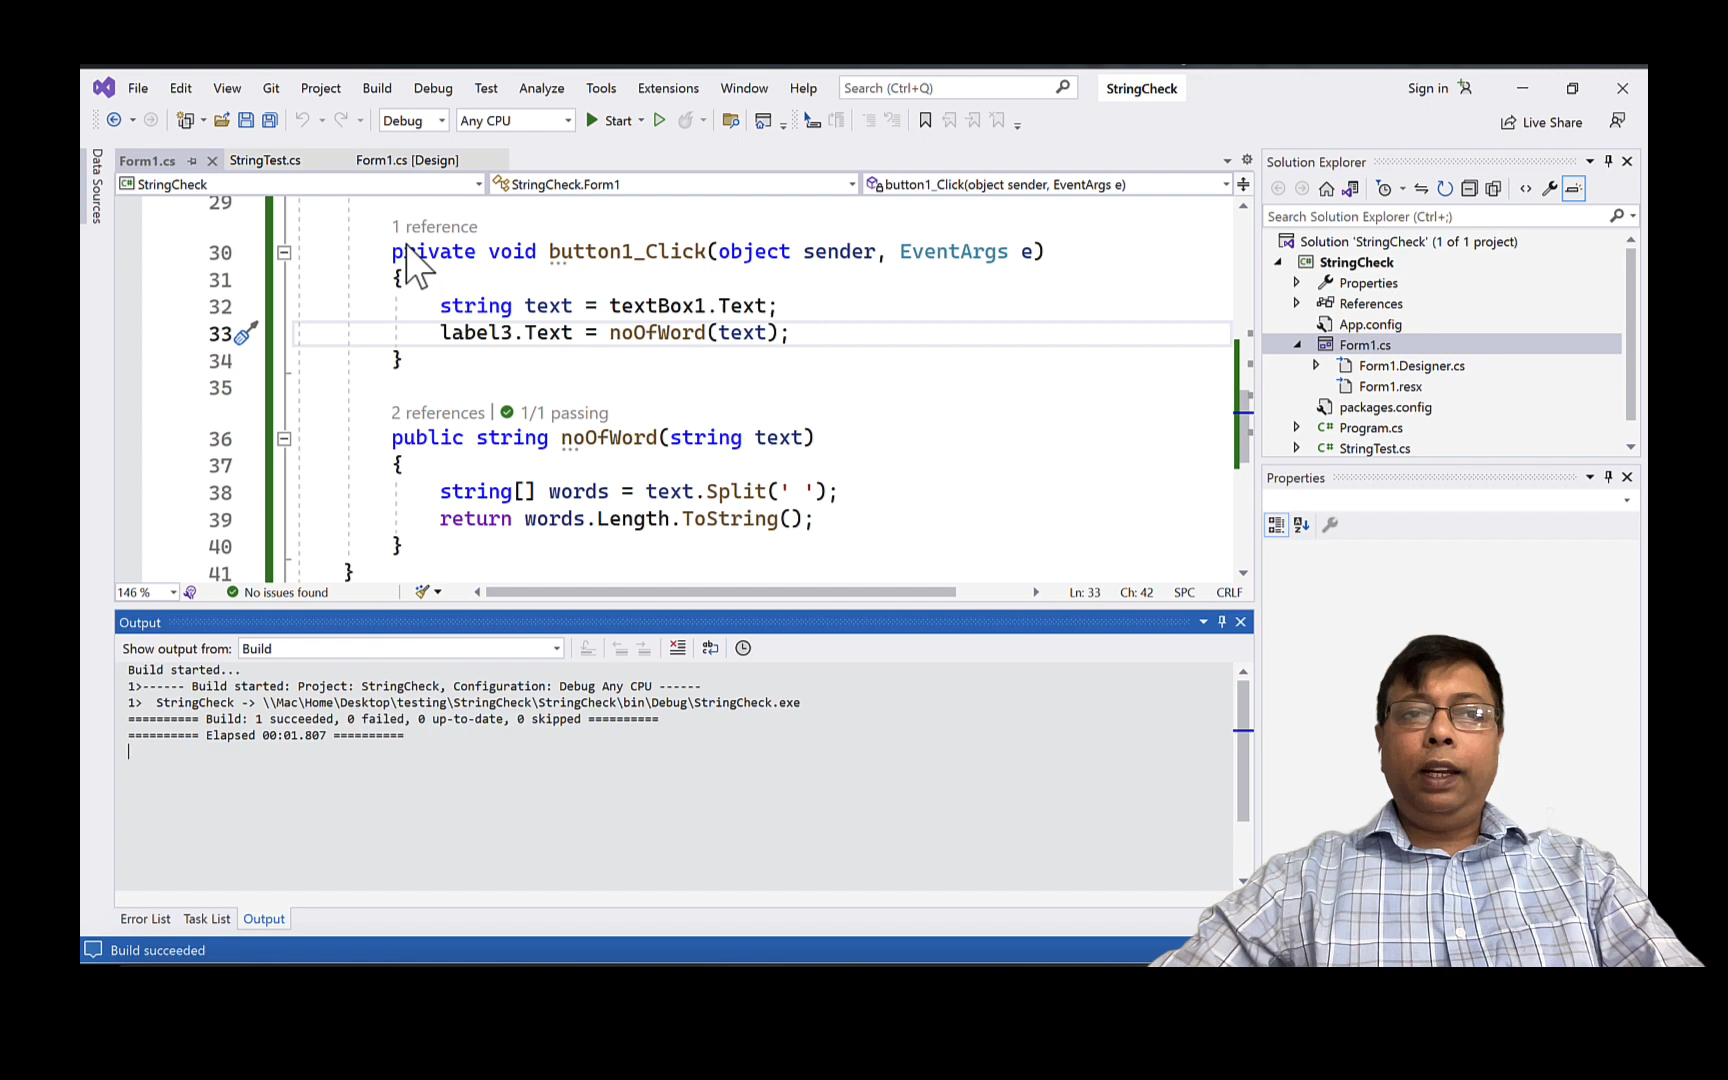 File Edit View Git Project Build Debug Test Analyze Tools Extensions Window Help Search (Ctrl+Q) StringCheck Sign in
Debug Any CPU Start Live Share
Data Sources
Form1.cs StringTest.cs Form1.cs [Design]
StringCheck StringCheck.Form1 button1_Click(object sender, EventArgs e)
29
1 reference
30 private void button1_Click(object sender, EventArgs e)
31 {
32 string text = textBox1.Text;
33 label3.Text = noOfWord(text);
34 }
35
2 references | 1/1 passing
36 public string noOfWord(string text)
37 {
38 string[] words = text.Split(' ');
39 return words.Length.ToString();
40 }
41 }
146 % No issues found Ln: 33 Ch: 42 SPC CRLF
Output
Show output from: Build
Build started...
1>------ Build started: Project: StringCheck, Configuration: Debug Any CPU ------
1> StringCheck -> \\Mac\Home\Desktop\testing\StringCheck\StringCheck\bin\Debug\StringCheck.exe
========== Build: 1 succeeded, 0 failed, 0 up-to-date, 0 skipped ==========
========== Elapsed 00:01.807 ==========
Error List Task List Output
Build succeeded
Solution Explorer
Search Solution Explorer (Ctrl+;)
Solution 'StringCheck' (1 of 1 project)
StringCheck
Properties
References
App.config
Form1.cs
Form1.Designer.cs
Form1.resx
packages.config
C# Program.cs
C# StringTest.cs
Properties